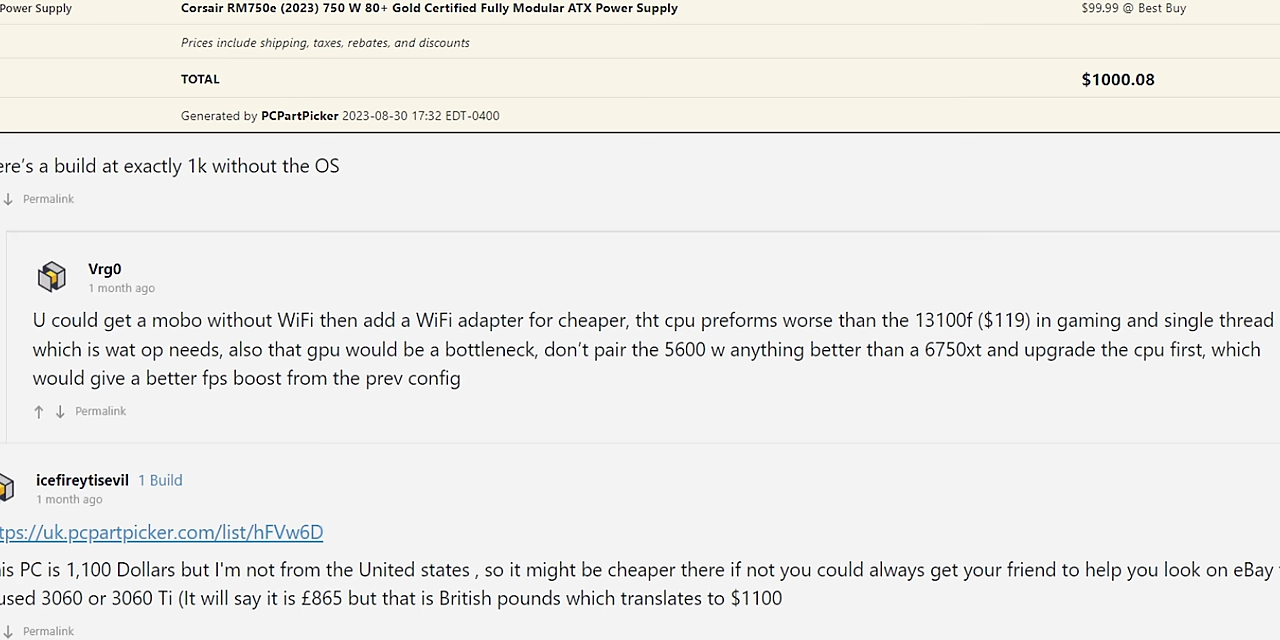 Power Supply Corsair RM750e (2023) 750 W 80+ Gold Certified Fully Modular ATX Power Supply $99.99 @ Best Buy
Prices include shipping, taxes, rebates, and discounts
TOTAL $1000.08
Generated by PCPartPicker 2023-08-30 17:32 EDT-0400
ere's a build at exactly 1k without the OS
↓ Permalink
Vrg0
1 month ago
U could get a mobo without WiFi then add a WiFi adapter for cheaper, tht cpu preforms worse than the 13100f ($119) in gaming and single thread
which is wat op needs, also that gpu would be a bottleneck, don't pair the 5600 w anything better than a 6750xt and upgrade the cpu first, which
would give a better fps boost from the prev config
↑ ↓ Permalink
icefireytisevil 1 Build
1 month ago
tps://uk.pcpartpicker.com/list/hFVw6D
is PC is 1,100 Dollars but I'm not from the United states , so it might be cheaper there if not you could always get your friend to help you look on eBay
used 3060 or 3060 Ti (It will say it is £865 but that is British pounds which translates to $1100
↓ Permalink